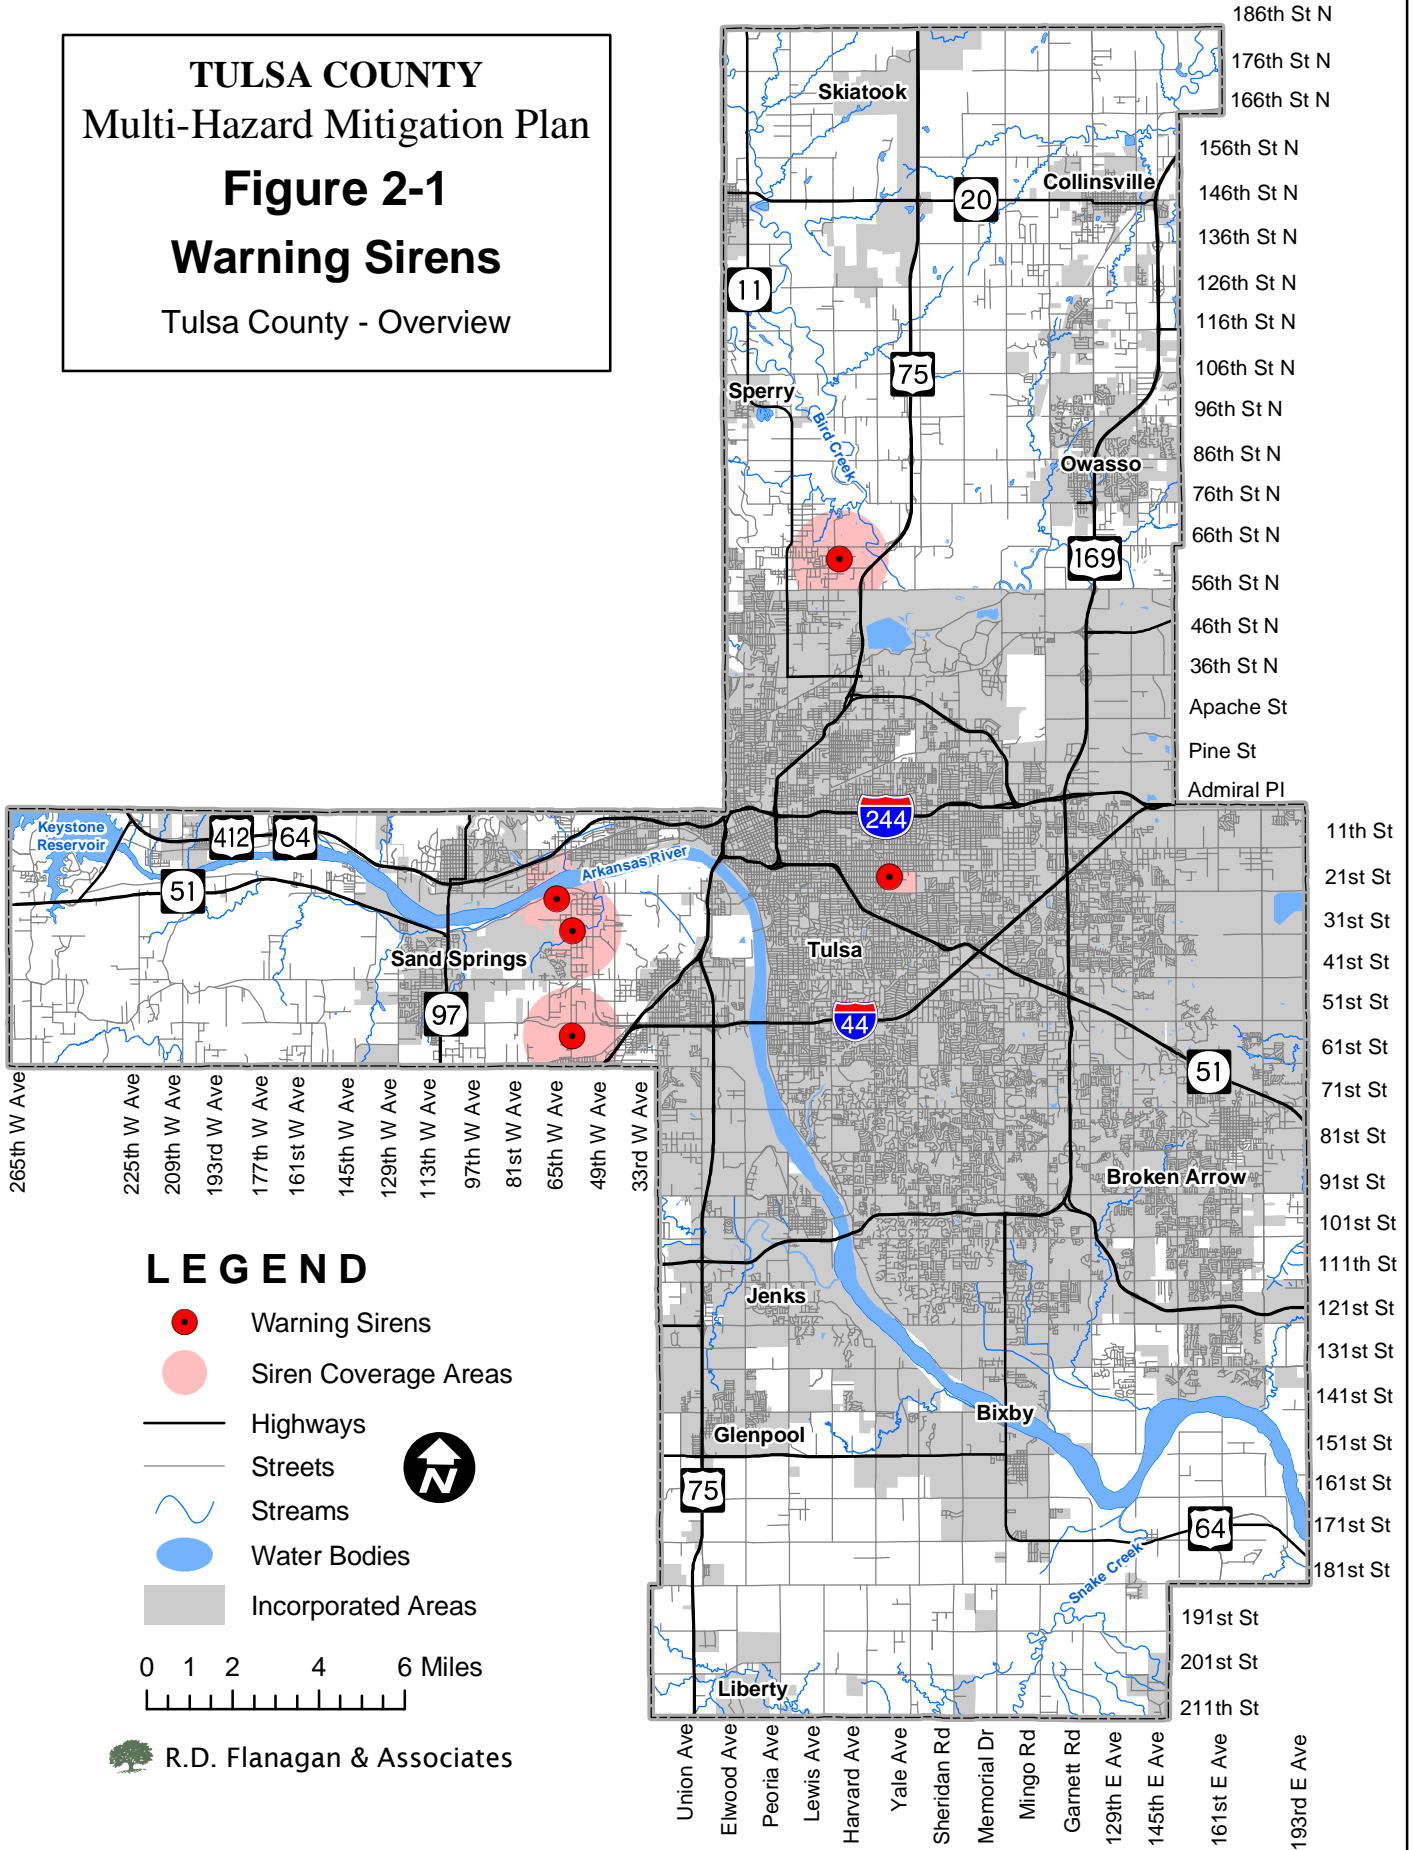 TULSA COUNTY
Multi-Hazard Mitigation Plan
Figure 2-1
Warning Sirens
Tulsa County - Overview
186th St N
176th St N
166th St N
156th St N
146th St N
136th St N
126th St N
116th St N
106th St N
96th St N
86th St N
76th St N
66th St N
56th St N
46th St N
36th St N
Apache St
Pine St
Admiral Pl
11th St
21st St
31st St
41st St
51st St
61st St
71st St
81st St
91st St
101st St
111th St
121st St
131st St
141st St
151st St
161st St
171st St
181st St
191st St
201st St
211th St
Skiatook
Collinsville
20
11
75
Sperry
Bird Creek
Owasso
169
Keystone
Reservoir
412
64
51
244
Arkansas River
Sand Springs
Tulsa
97
44
51
Broken Arrow
Jenks
Bixby
Glenpool
75
64
Snake Creek
Liberty
265th W Ave
225th W Ave
209th W Ave
193rd W Ave
177th W Ave
161st W Ave
145th W Ave
129th W Ave
113th W Ave
97th W Ave
81st W Ave
65th W Ave
49th W Ave
33rd W Ave
LEGEND
Warning Sirens
Siren Coverage Areas
Highways
Streets
Streams
Water Bodies
Incorporated Areas
N
0 1 2 4 6 Miles
R.D. Flanagan & Associates
Union Ave
Elwood Ave
Peoria Ave
Lewis Ave
Harvard Ave
Yale Ave
Sheridan Rd
Memorial Dr
Mingo Rd
Garnett Rd
129th E Ave
145th E Ave
161st E Ave
193rd E Ave